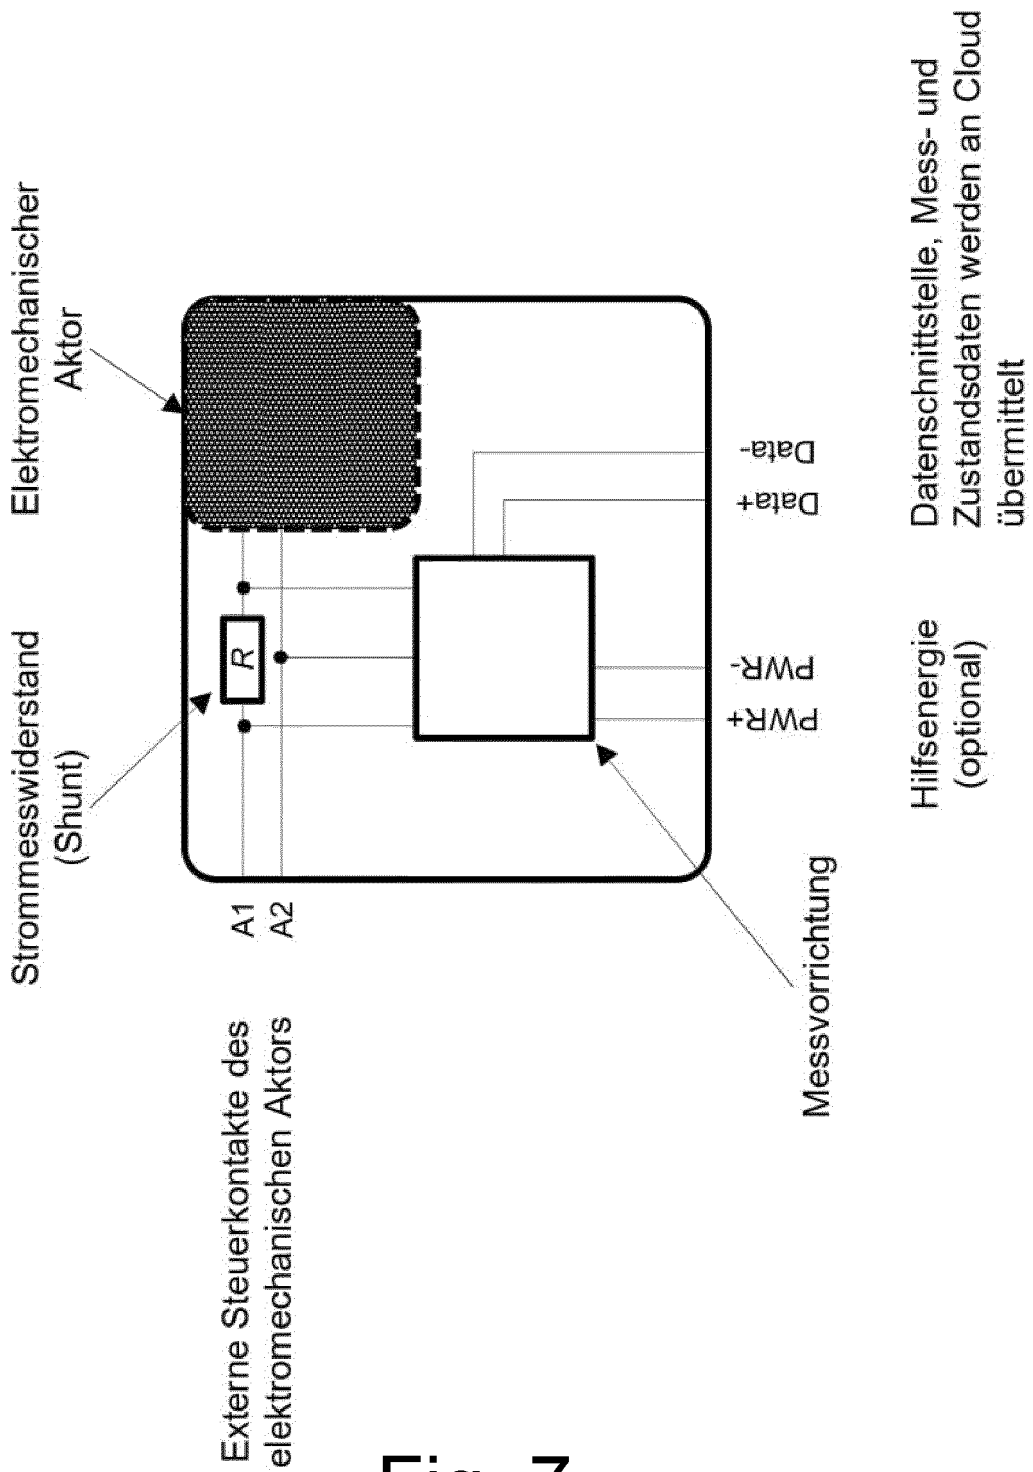 Strommesswiderstand
(Shunt)
Elektromechanischer
Aktor
Externe Steuerkontakte des
elektromechanischen Aktors
A1
A2
R
PWR+
PWR-
Data+
Data-
Messvorrichtung
Hilfsenergie
(optional)
Datenschnittstelle, Mess- und
Zustandsdaten werden an Cloud
übermittelt
Fig. 7